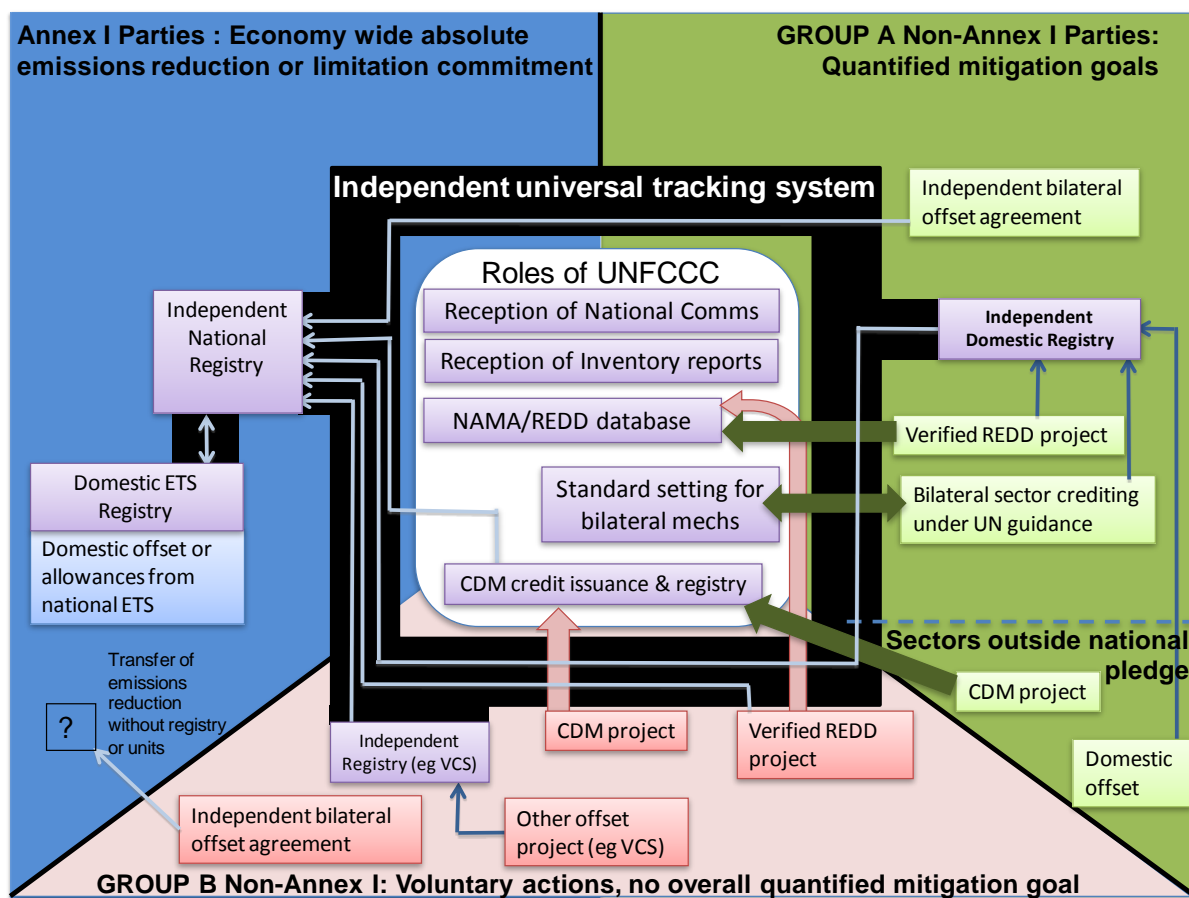 Annex I Parties : Economy wide absolute
emissions reduction or limitation commitment
GROUP A Non-Annex I Parties:
Quantified mitigation goals
Independent universal tracking system
Independent bilateral
offset agreement
Roles of UNFCCC
Reception of National Comms
Reception of Inventory reports
NAMA/REDD database
Standard setting for
bilateral mechs
CDM credit issuance & registry
Independent
National
Registry
Independent
Domestic Registry
Verified REDD project
Bilateral sector crediting
under UN guidance
Domestic ETS
Registry
Domestic offset or
allowances from
national ETS
Sectors outside national
pledge
CDM project
Domestic
offset
Transfer of
emissions
reduction
without registry
or units
?
Independent
Registry (eg VCS)
CDM project
Verified REDD
project
Independent bilateral
offset agreement
Other offset
project (eg VCS)
GROUP B Non-Annex I: Voluntary actions, no overall quantified mitigation goal